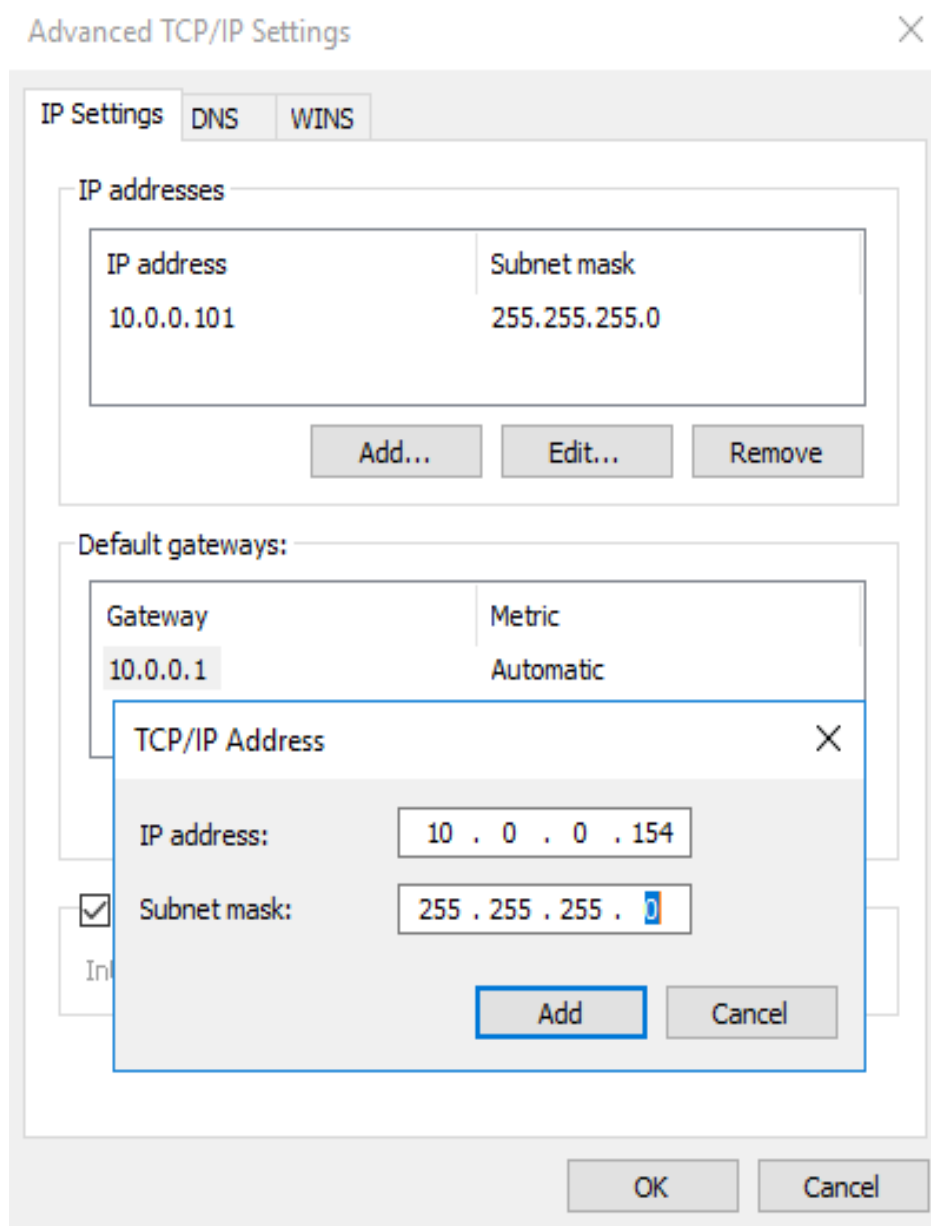 Advanced TCP/IP Settings
IP Settings DNS WINS
IP addresses
IP address Subnet mask
10.0.0.101 255.255.255.0
Add... Edit... Remove
Default gateways:
Gateway Metric
10.0.0.1 Automatic
TCP/IP Address
IP address: 10 . 0 . 0 . 154
Subnet mask: 255 . 255 . 255 . 0
Add Cancel
OK Cancel